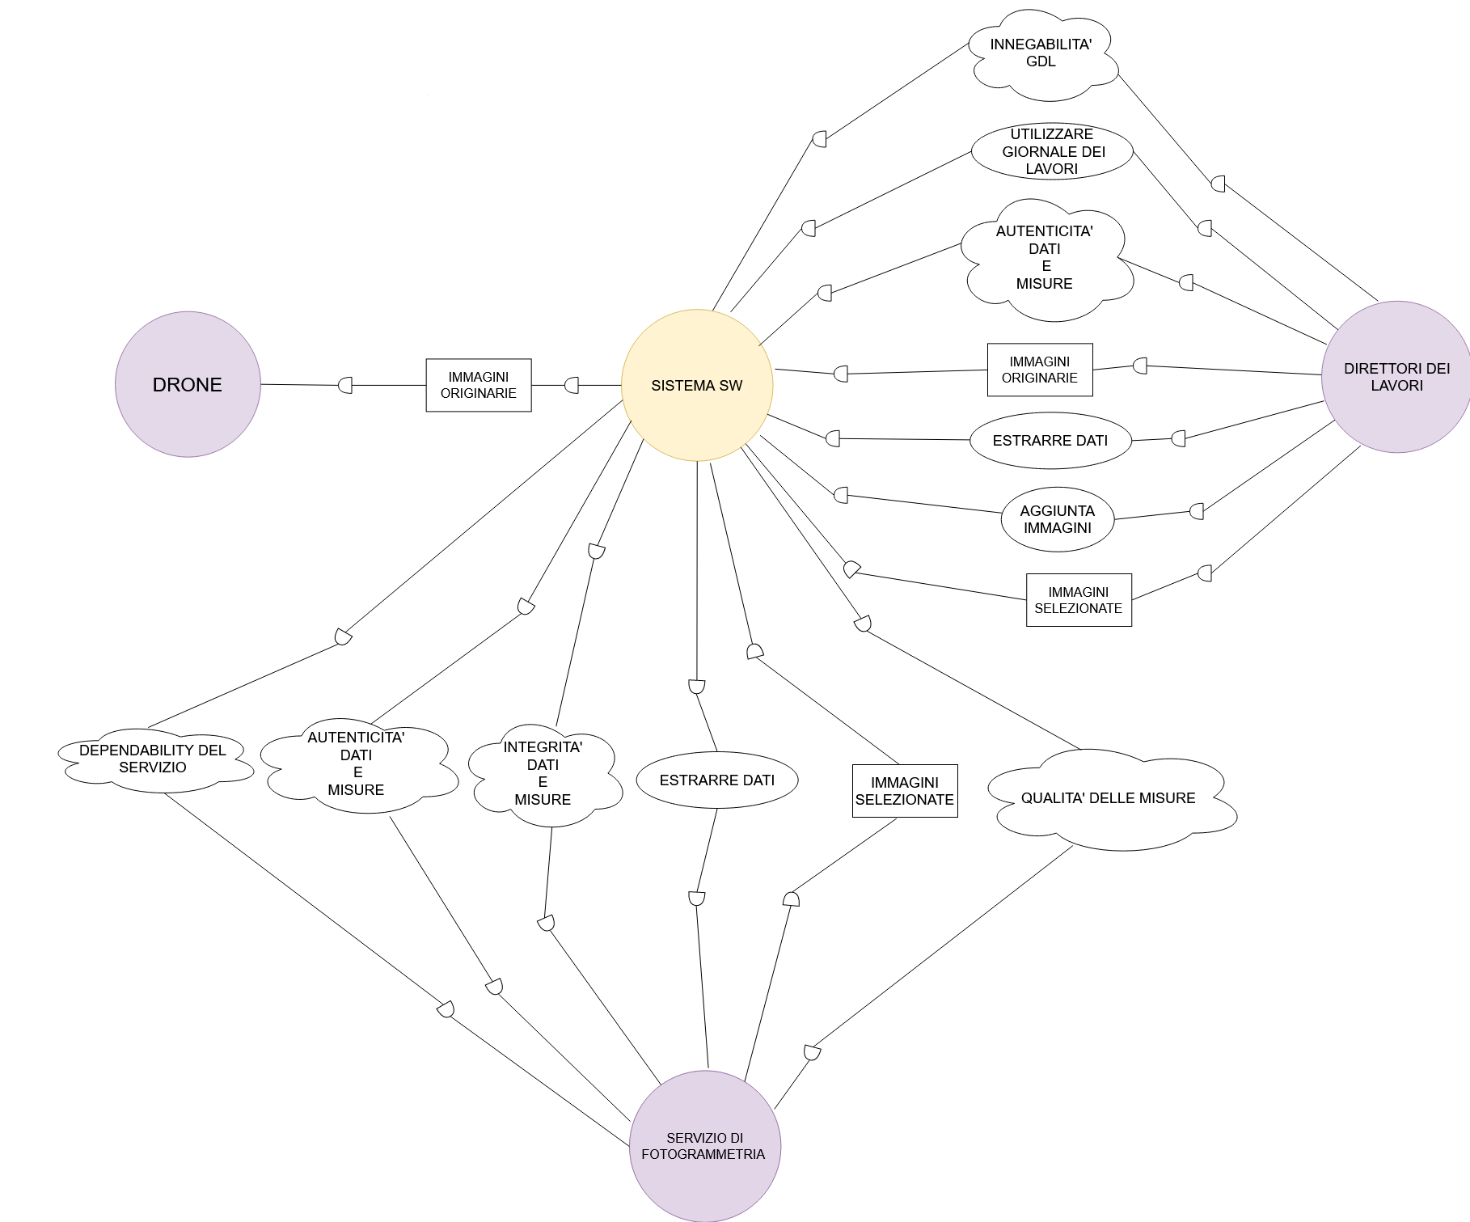 INNEGABILITA'
GDL
UTILIZZARE
GIORNALE DEI
LAVORI
AUTENTICITA'
DATI
E
MISURE
DRONE
IMMAGINI
ORIGINARIE
SISTEMA SW
IMMAGINI
ORIGINARIE
DIRETTORI DEI
LAVORI
ESTRARRE DATI
AGGIUNTA
IMMAGINI
IMMAGINI
SELEZIONATE
DEPENDABILITY DEL
SERVIZIO
AUTENTICITA'
DATI
E
MISURE
INTEGRITA'
DATI
E
MISURE
ESTRARRE DATI
IMMAGINI
SELEZIONATE
QUALITA' DELLE MISURE
SERVIZIO DI
FOTOGRAMMETRIA